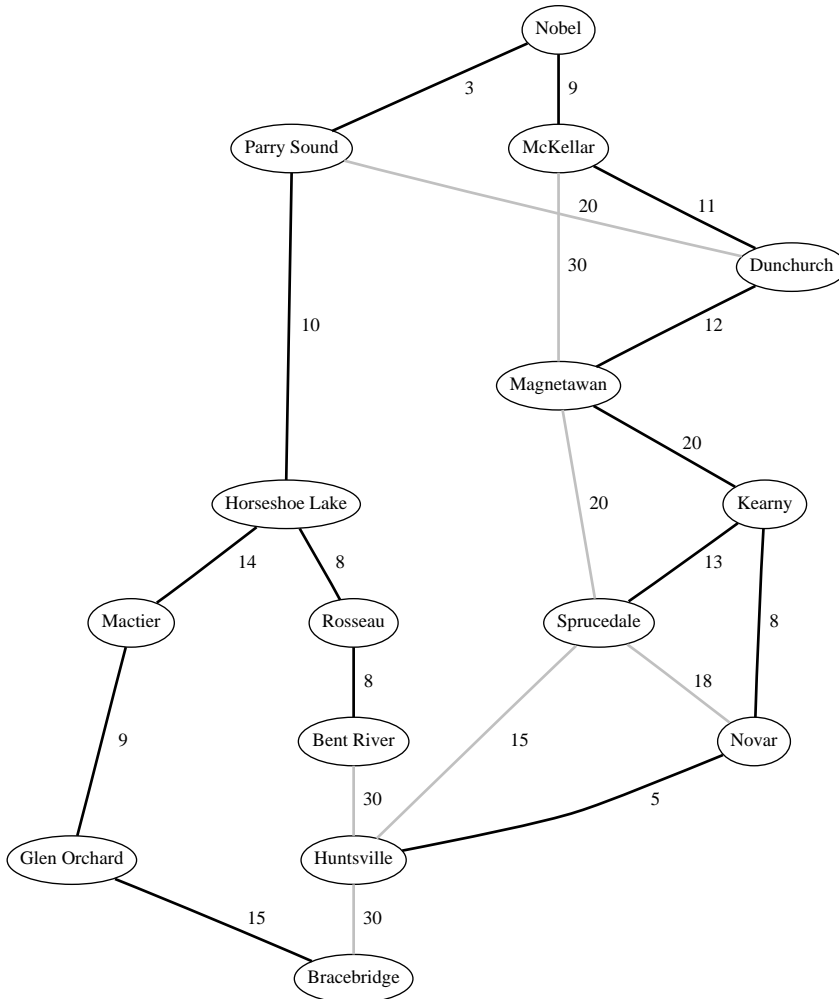 Nobel
3
9
Parry Sound
McKellar
20
11
Dunchurch
30
10
12
Magnetawan
20
Horseshoe Lake
20
Kearny
14
8
13
Mactier
Rosseau
Sprucedale
8
8
18
9
Bent River
15
Novar
30
5
Glen Orchard
Huntsville
15
30
Bracebridge